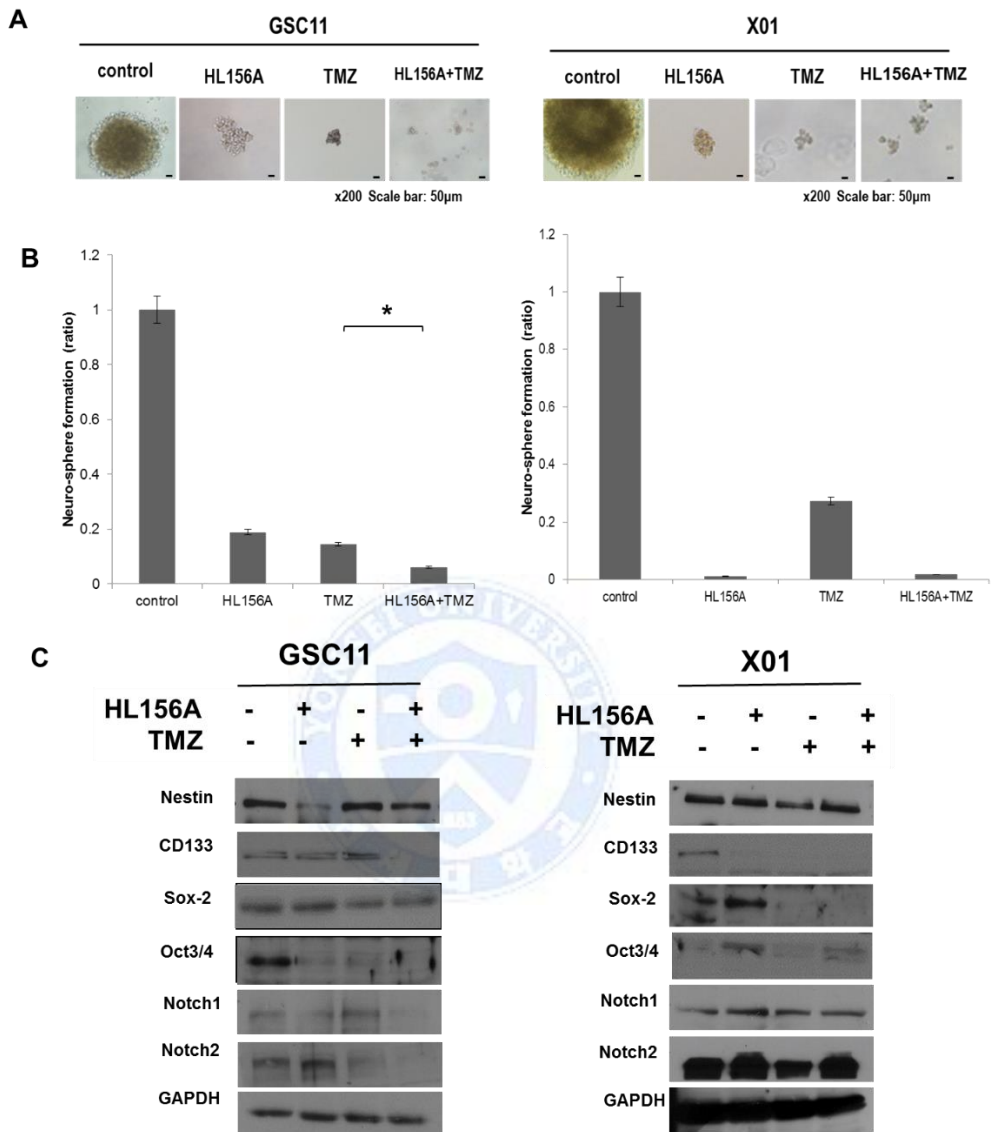 A
GSC11
control HL156A TMZ HL156A+TMZ
x200 Scale bar: 50μm
X01
control HL156A TMZ HL156A+TMZ
x200 Scale bar: 50μm
B
Neuro-sphere formation (ratio)
1.2
1
0.8
0.6
0.4
0.2
0
*
control HL156A TMZ HL156A+TMZ
Neuro-sphere formation (ratio)
1.2
1
0.8
0.6
0.4
0.2
0
control HL156A TMZ HL156A+TMZ
C
GSC11
HL156A - + - +
TMZ - - + +
Nestin
CD133
Sox-2
Oct3/4
Notch1
Notch2
GAPDH
X01
HL156A - + - +
TMZ - - + +
Nestin
CD133
Sox-2
Oct3/4
Notch1
Notch2
GAPDH
YONSEI UNIVERSITY